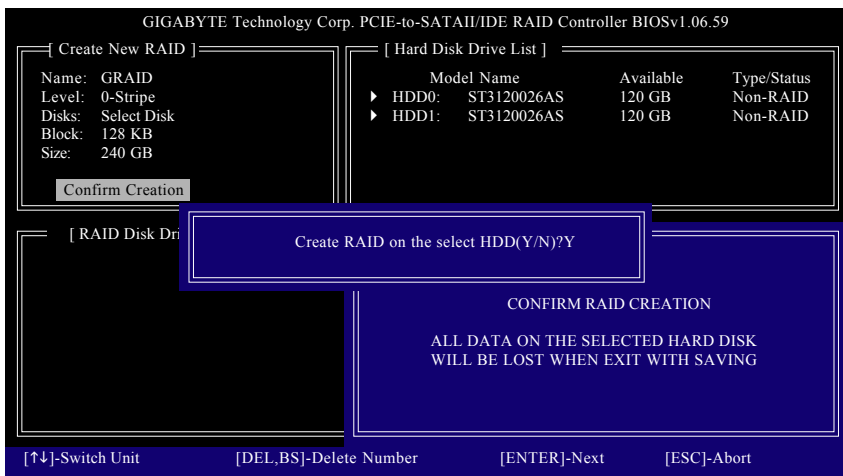 GIGABYTE Technology Corp. PCIE-to-SATAII/IDE RAID Controller BIOSv1.06.59
[ Create New RAID ]
Name: GRAID
Level: 0-Stripe
Disks: Select Disk
Block: 128 KB
Size: 240 GB
Confirm Creation
[ Hard Disk Drive List ]
Model Name Available Type/Status
HDD0: ST3120026AS 120 GB Non-RAID
HDD1: ST3120026AS 120 GB Non-RAID
[ RAID Disk Dri
Create RAID on the select HDD(Y/N)?Y
CONFIRM RAID CREATION
ALL DATA ON THE SELECTED HARD DISK
WILL BE LOST WHEN EXIT WITH SAVING
[↑↓]-Switch Unit [DEL,BS]-Delete Number [ENTER]-Next [ESC]-Abort